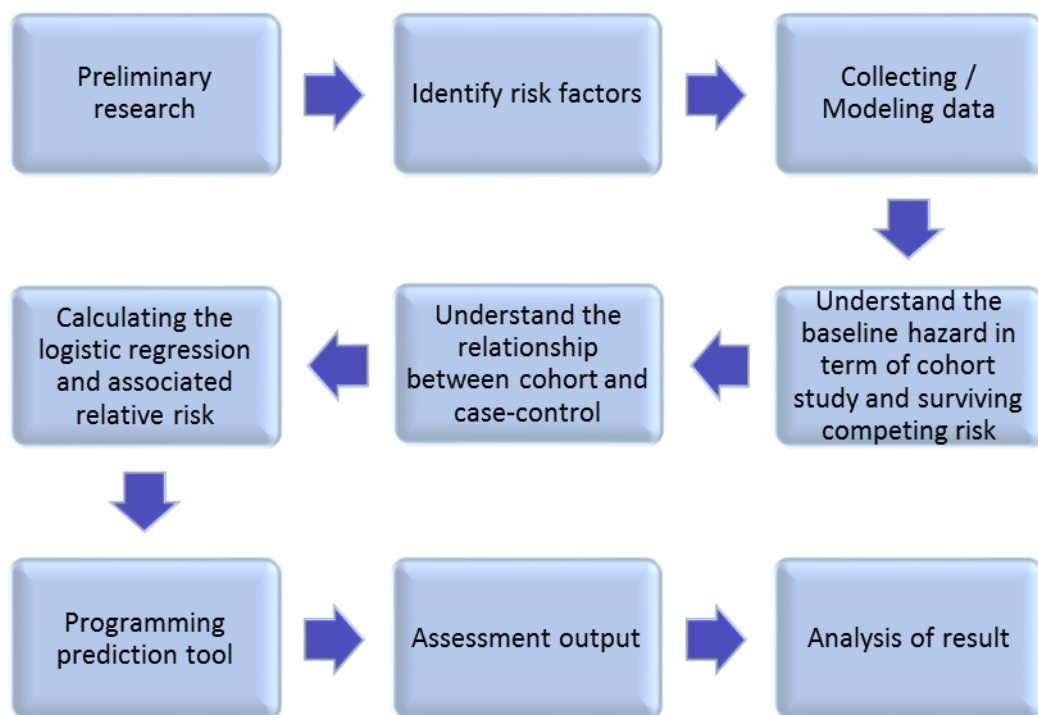 Preliminary
research
Identify risk factors
Collecting /
Modeling data
Understand the
baseline hazard in
term of cohort
study and surviving
competing risk
Understand the
relationship
between cohort and
case-control
Calculating the
logistic regression
and associated
relative risk
Programming
prediction tool
Assessment output
Analysis of result